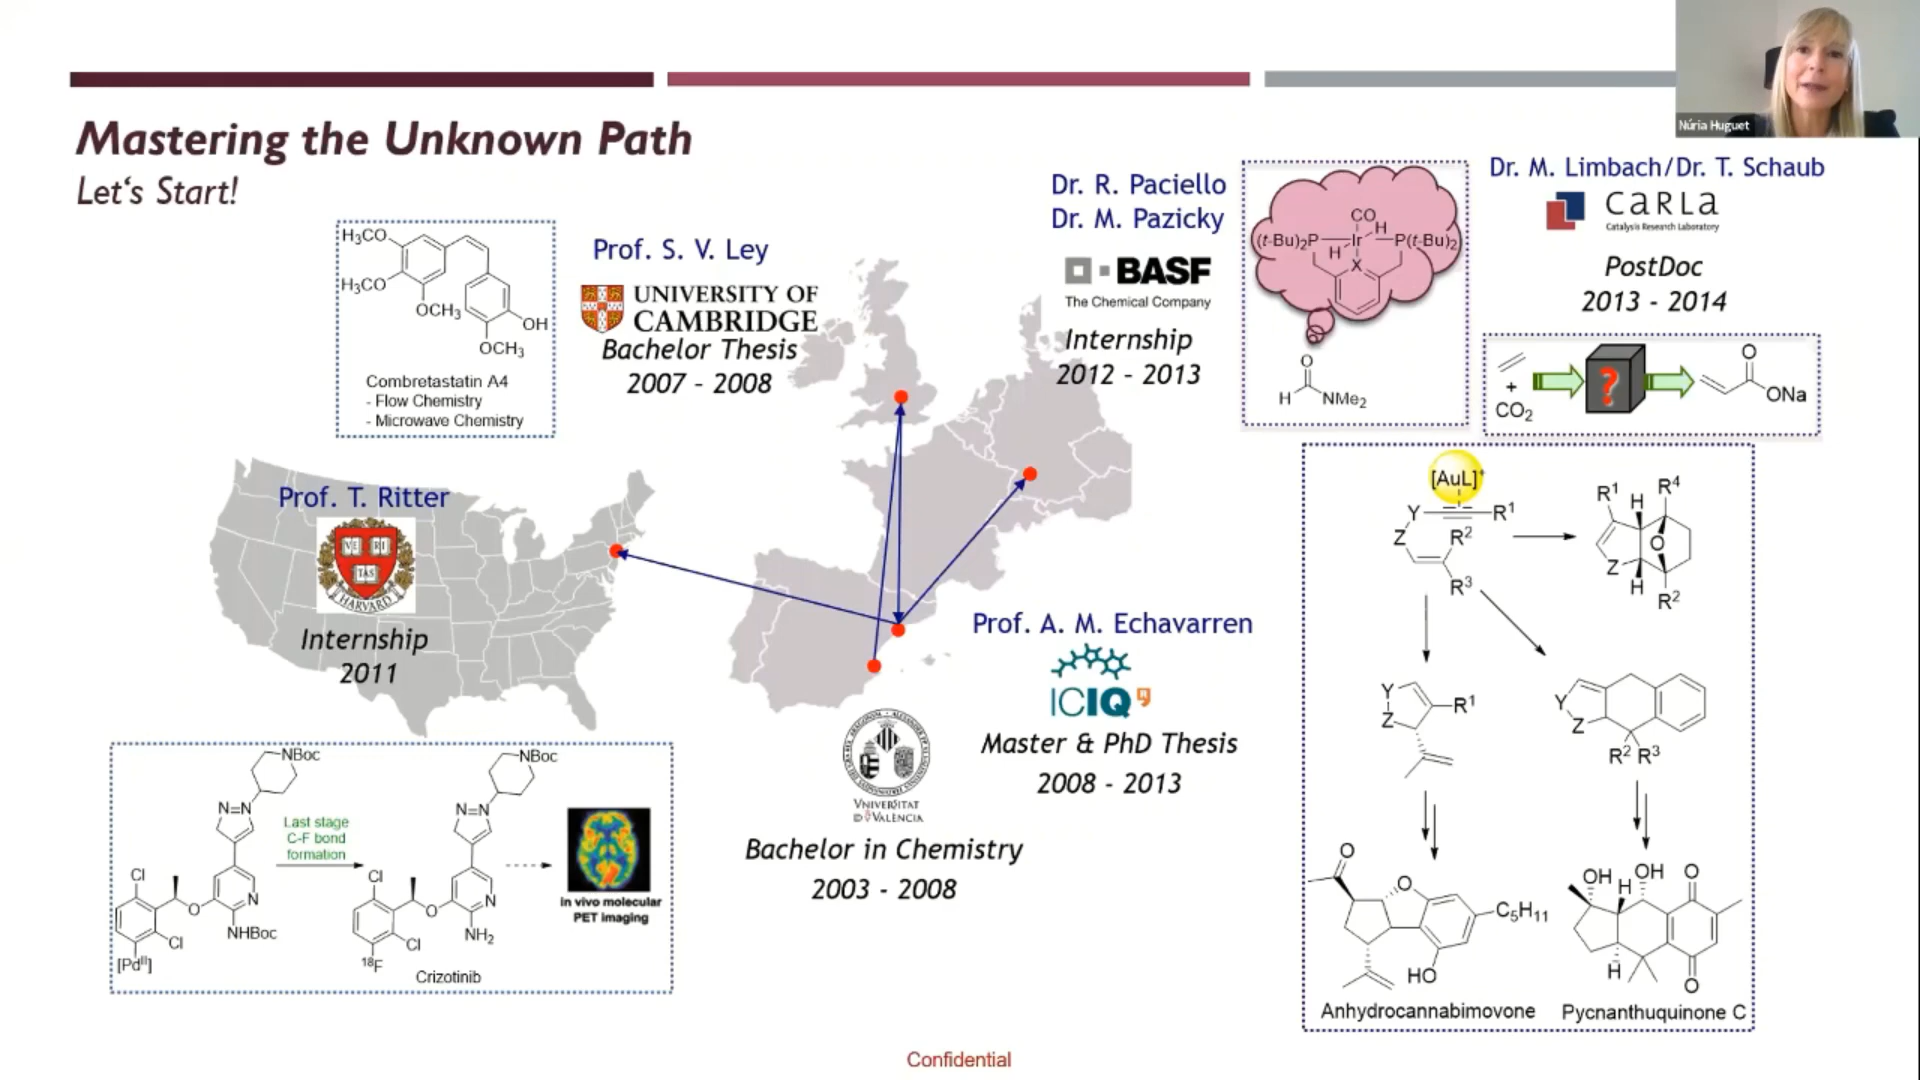 Núria Huguet
Mastering the Unknown Path
Let's Start!
H₃CO
H₃CO
OCH₃
OH
OCH₃
Combretastatin A4
- Flow Chemistry
- Microwave Chemistry
Prof. S. V. Ley
UNIVERSITY OF
CAMBRIDGE
Bachelor Thesis
2007 - 2008
Dr. R. Paciello
Dr. M. Pazicky
BASF
The Chemical Company
Internship
2012 - 2013
CO
(t-Bu)₂P
Ir
H
H
P(t-Bu)₂
X
O
H
NMe₂
Dr. M. Limbach/Dr. T. Schaub
CaRLa
Catalysis Research Laboratory
PostDoc
2013 - 2014
+
CO₂
?
O
ONa
Prof. T. Ritter
VE RI
TAS
HARVARD
Internship
2011
Prof. A. M. Echavarren
ICIQ
Master & PhD Thesis
2008 - 2013
VNIVERSITAT
DE VALENCIA
Bachelor in Chemistry
2003 - 2008
NBoc
N=N
Cl
O
N
Cl
NHBoc
[Pdᴵᴵ]
Last stage
C-F bond
formation
NBoc
N=N
Cl
O
N
Cl
NH₂
¹⁸F
Crizotinib
in vivo molecular
PET imaging
[AuL]⁺
Y
R¹
Z
R²
R³
R¹
H
R⁴
O
Z
H
R²
Y
Z
R¹
Y
Z
R² R³
O
O
C₅H₁₁
HO
Anhydrocannabimovone
OH
H
OH
O
H
O
Pycnanthuquinone C
Confidential